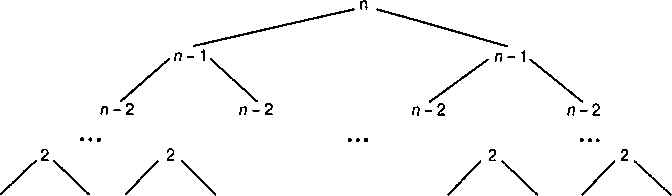 n
n – 1 n – 1
n – 2 n – 2 n – 2 n – 2
... ... ...
2 2 2 2